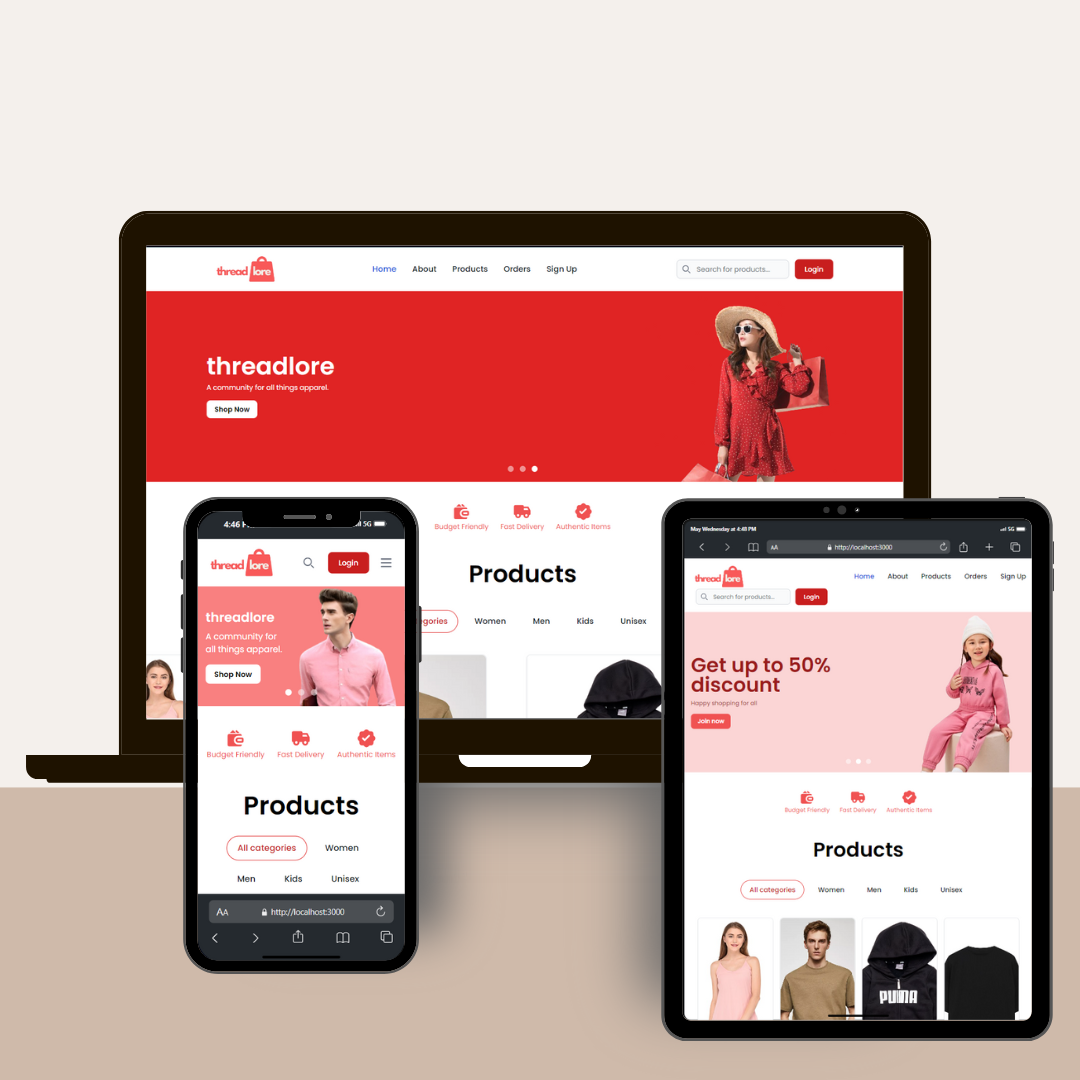 thread lore
Home About Products Orders Sign Up
Search for products...
Login
threadlore
A community for all things apparel.
Shop Now
Budget Friendly Fast Delivery Authentic Items
Products
Women Men Kids Unisex
4:46
5G
thread lore
Login
threadlore
A community for
all things apparel.
Shop Now
Budget Friendly Fast Delivery Authentic Items
Products
All categories Women
Men Kids Unisex
AA http://localhost:3000
May Wednesday at 4:48 PM
5G
AA http://localhost:3000
thread lore
Home About Products Orders Sign Up
Search for products...
Login
Get up to 50%
discount
Happy shopping for all
Join now
Budget Friendly Fast Delivery Authentic Items
Products
All categories Women Men Kids Unisex
PUMA